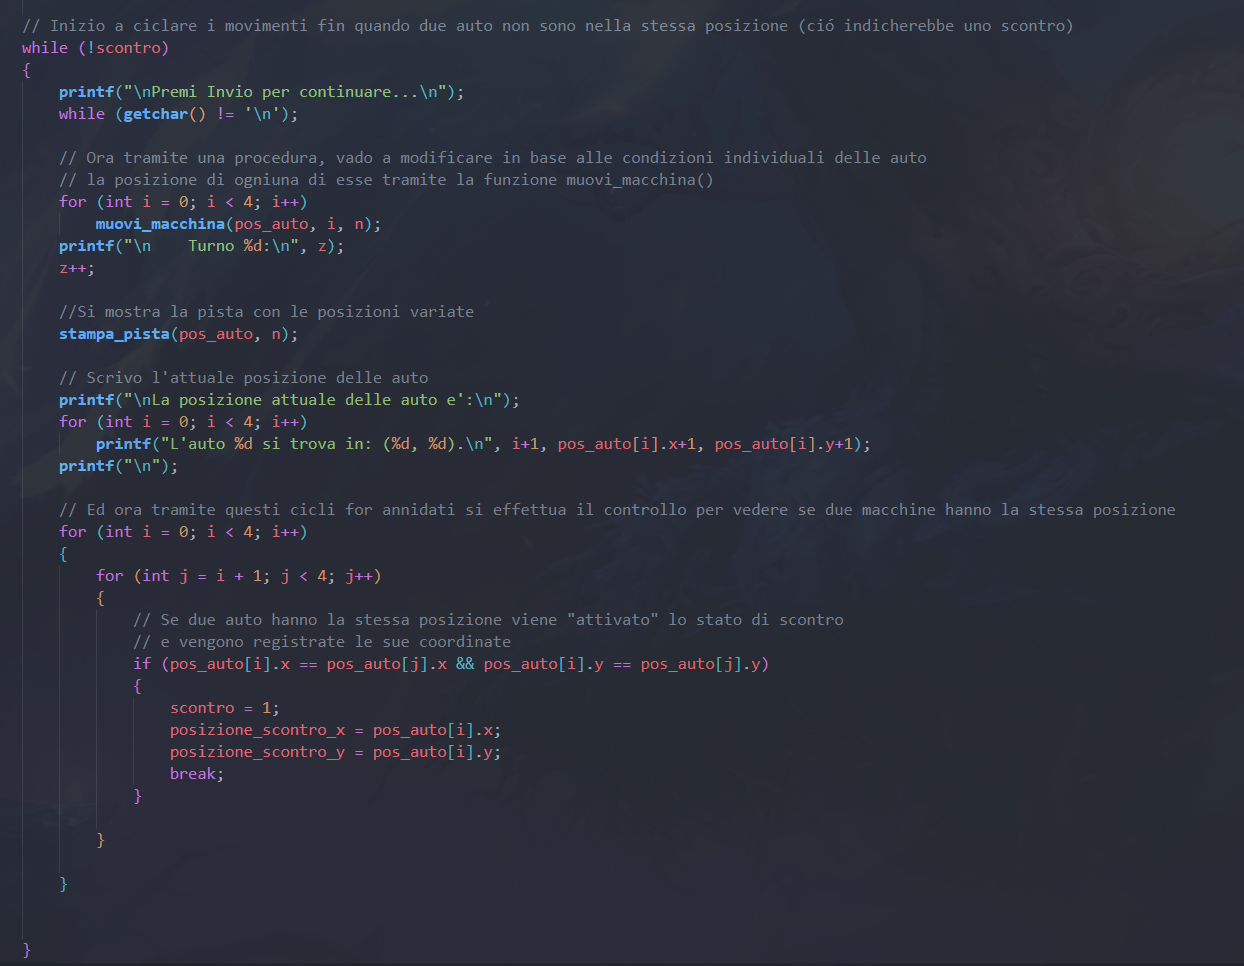 // Inizio a ciclare i movimenti fin quando due auto non sono nella stessa posizione (ció indicherebbe uno scontro)
while (!scontro)
{
    printf("\nPremi Invio per continuare...\n");
    while (getchar() != '\n');

    // Ora tramite una procedura, vado a modificare in base alle condizioni individuali delle auto
    // la posizione di ogniuna di esse tramite la funzione muovi_macchina()
    for (int i = 0; i < 4; i++)
        muovi_macchina(pos_auto, i, n);
    printf("\n    Turno %d:\n", z);
    z++;

    //Si mostra la pista con le posizioni variate
    stampa_pista(pos_auto, n);

    // Scrivo l'attuale posizione delle auto
    printf("\nLa posizione attuale delle auto e':\n");
    for (int i = 0; i < 4; i++)
        printf("L'auto %d si trova in: (%d, %d).\n", i+1, pos_auto[i].x+1, pos_auto[i].y+1);
    printf("\n");

    // Ed ora tramite questi cicli for annidati si effettua il controllo per vedere se due macchine hanno la stessa posizione
    for (int i = 0; i < 4; i++)
    {
        for (int j = i + 1; j < 4; j++)
        {
            // Se due auto hanno la stessa posizione viene "attivato" lo stato di scontro
            // e vengono registrate le sue coordinate
            if (pos_auto[i].x == pos_auto[j].x && pos_auto[i].y == pos_auto[j].y)
            {
                scontro = 1;
                posizione_scontro_x = pos_auto[i].x;
                posizione_scontro_y = pos_auto[i].y;
                break;
            }

        }

    }

}